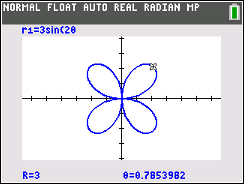 NORMAL FLOAT AUTO REAL RADIAN MP
r1=3sin(2θ
R=3 θ=0.7853982